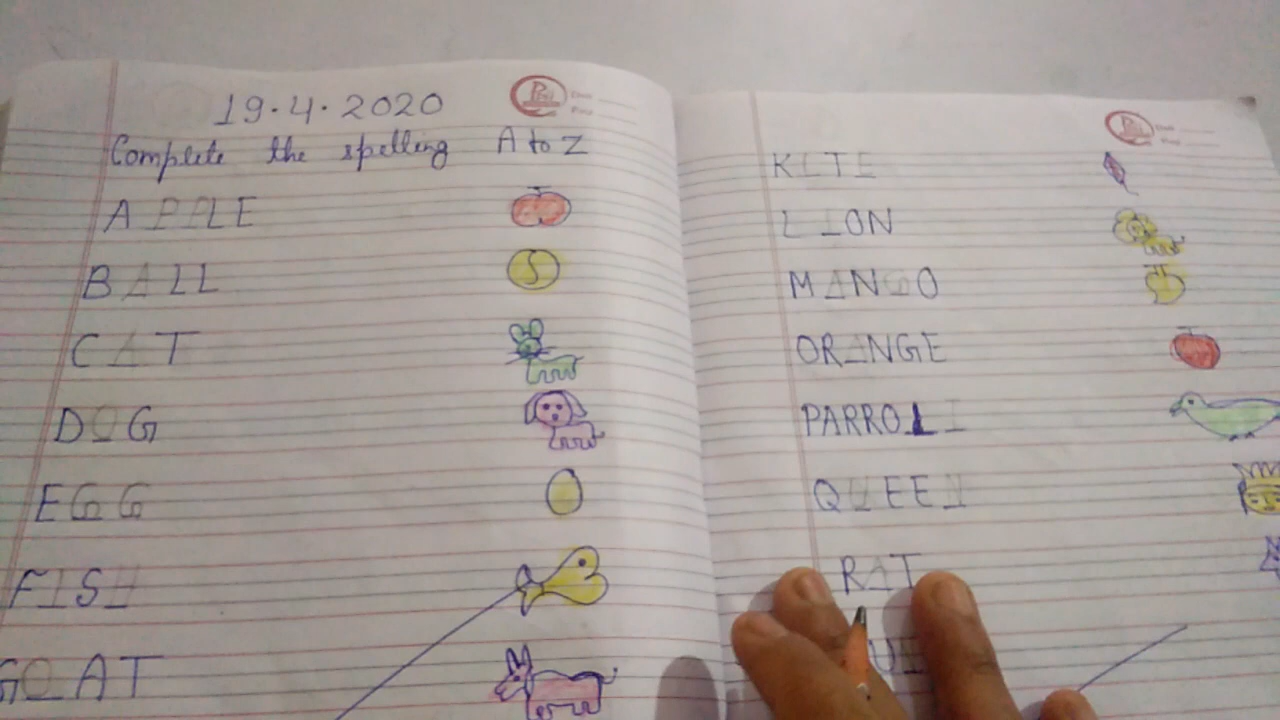 19.4.2020
Complete the spelling A to Z
APPLE
BALL
CAT
DOG
EGG
FISH
GOAT
KITE
LION
MANGO
ORANGE
QUEEN
RAT